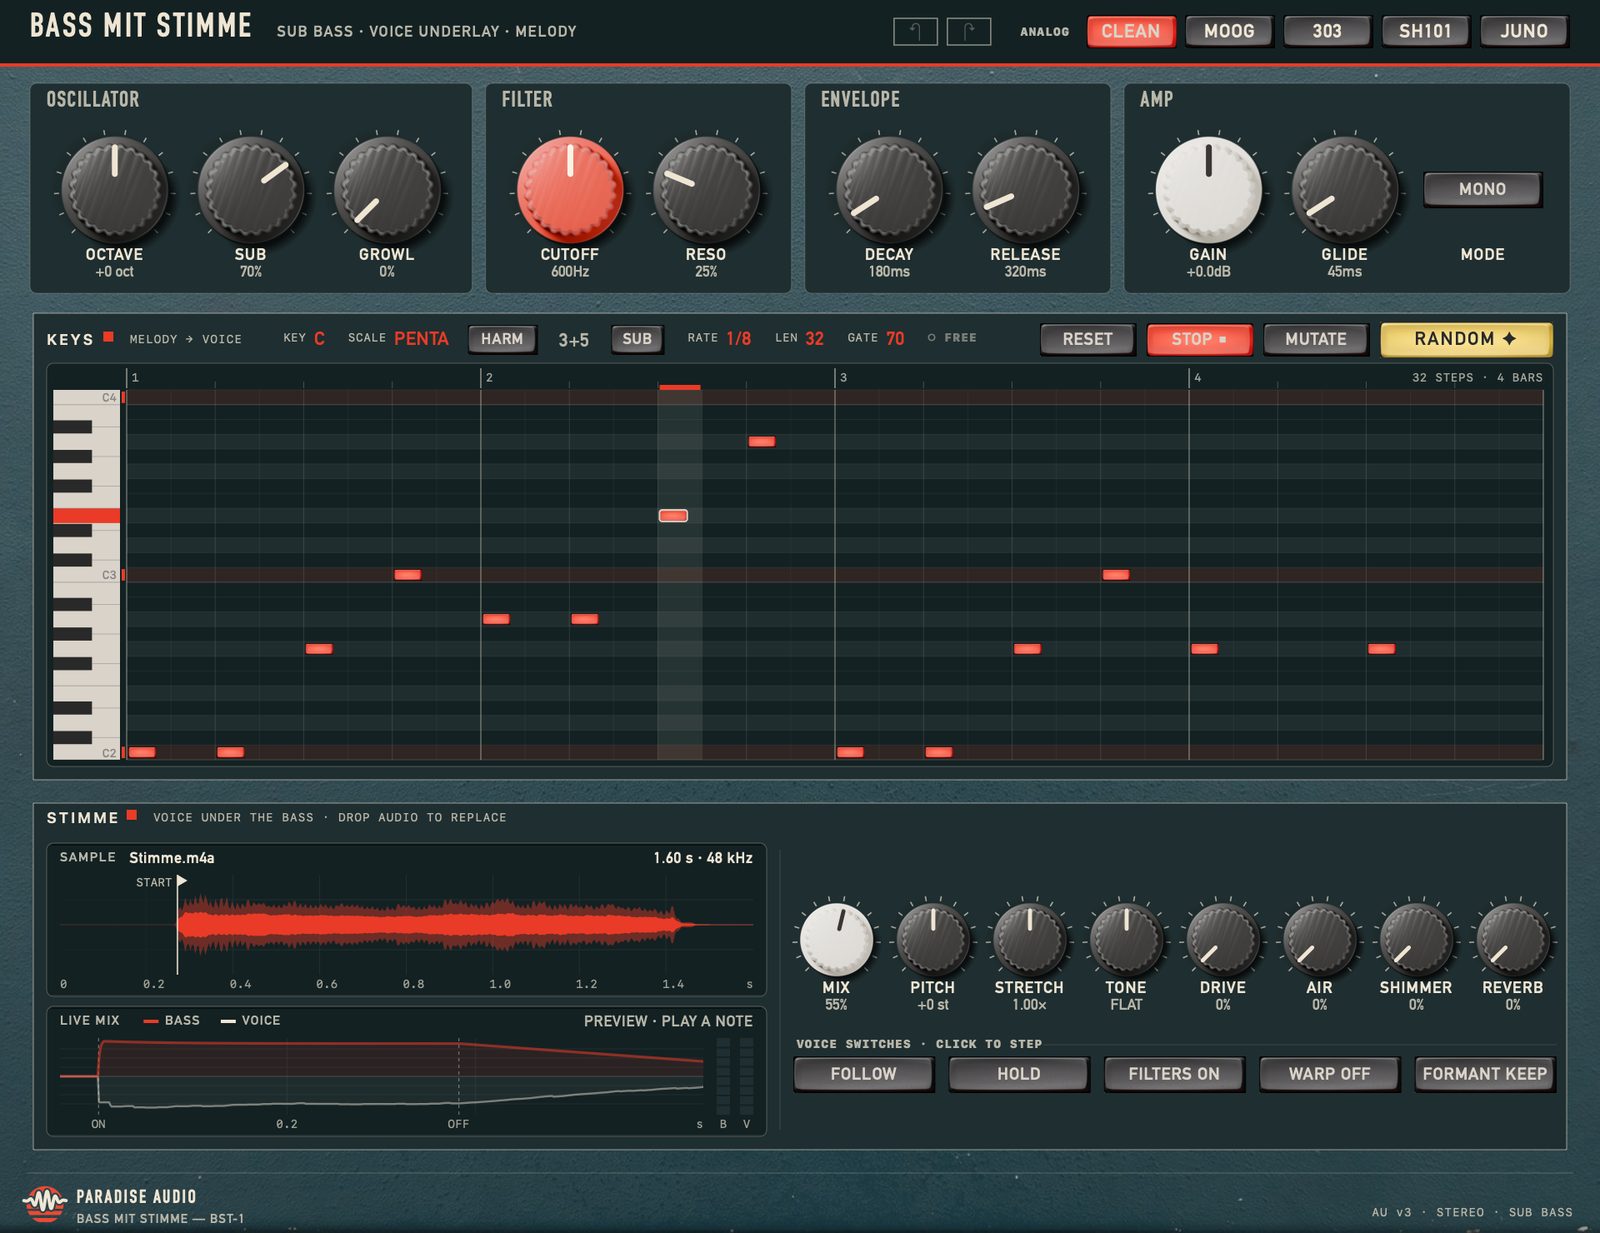 BASS MIT STIMME
SUB BASS · VOICE UNDERLAY · MELODY
ANALOG
CLEAN
MOOG
303
SH101
JUNO
OSCILLATOR
OCTAVE
+0 oct
SUB
70%
GROWL
0%
FILTER
CUTOFF
600Hz
RESO
25%
ENVELOPE
DECAY
180ms
RELEASE
320ms
AMP
GAIN
+0.0dB
GLIDE
45ms
MONO
MODE
KEYS
MELODY → VOICE
KEY C
SCALE PENTA
HARM
3+5
SUB
RATE 1/8
LEN 32
GATE 70
FREE
RESET
STOP
MUTATE
RANDOM ✦
1
2
3
4
32 STEPS · 4 BARS
C4
C3
C2
STIMME
VOICE UNDER THE BASS · DROP AUDIO TO REPLACE
SAMPLE Stimme.m4a
1.60 s · 48 kHz
START
0 0.2 0.4 0.6 0.8 1.0 1.2 1.4 s
LIVE MIX
BASS
VOICE
PREVIEW · PLAY A NOTE
ON 0.2 OFF s B V
MIX
55%
PITCH
+0 st
STRETCH
1.00×
TONE
FLAT
DRIVE
0%
AIR
0%
SHIMMER
0%
REVERB
0%
VOICE SWITCHES · CLICK TO STEP
FOLLOW
HOLD
FILTERS ON
WARP OFF
FORMANT KEEP
PARADISE AUDIO
BASS MIT STIMME — BST-1
AU v3 · STEREO · SUB BASS